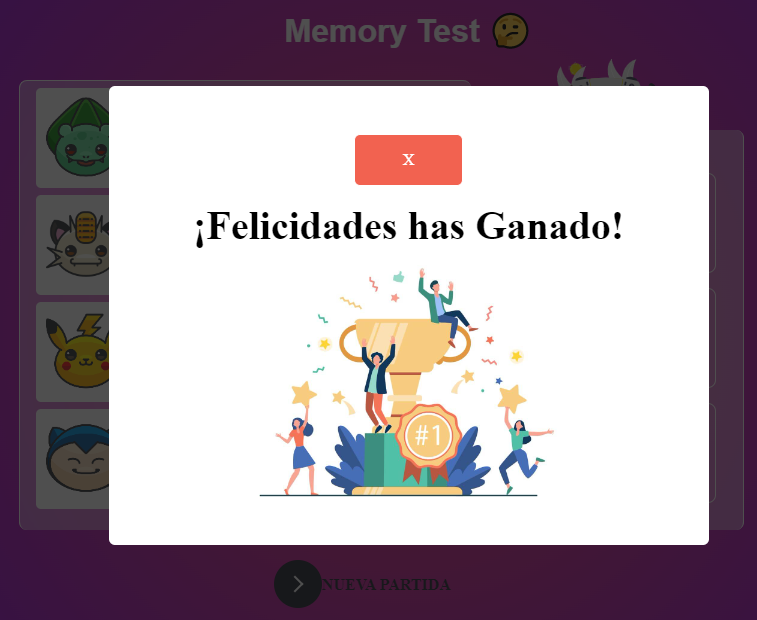 Memory Test 🤔
x
¡Felicidades has Ganado!
#1
NUEVA PARTIDA